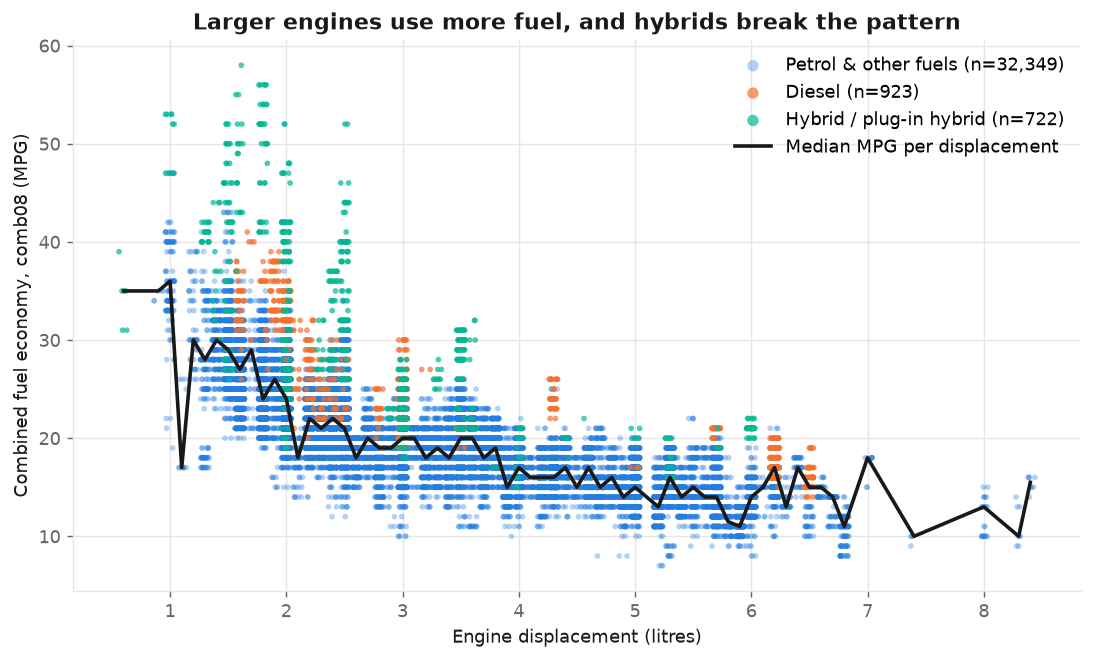 Larger engines use more fuel, and hybrids break the pattern
Petrol & other fuels (n=32,349)
Diesel (n=923)
Hybrid / plug-in hybrid (n=722)
Median MPG per displacement
Combined fuel economy, comb08 (MPG)
60
50
40
30
20
10
1 2 3 4 5 6 7 8
Engine displacement (litres)